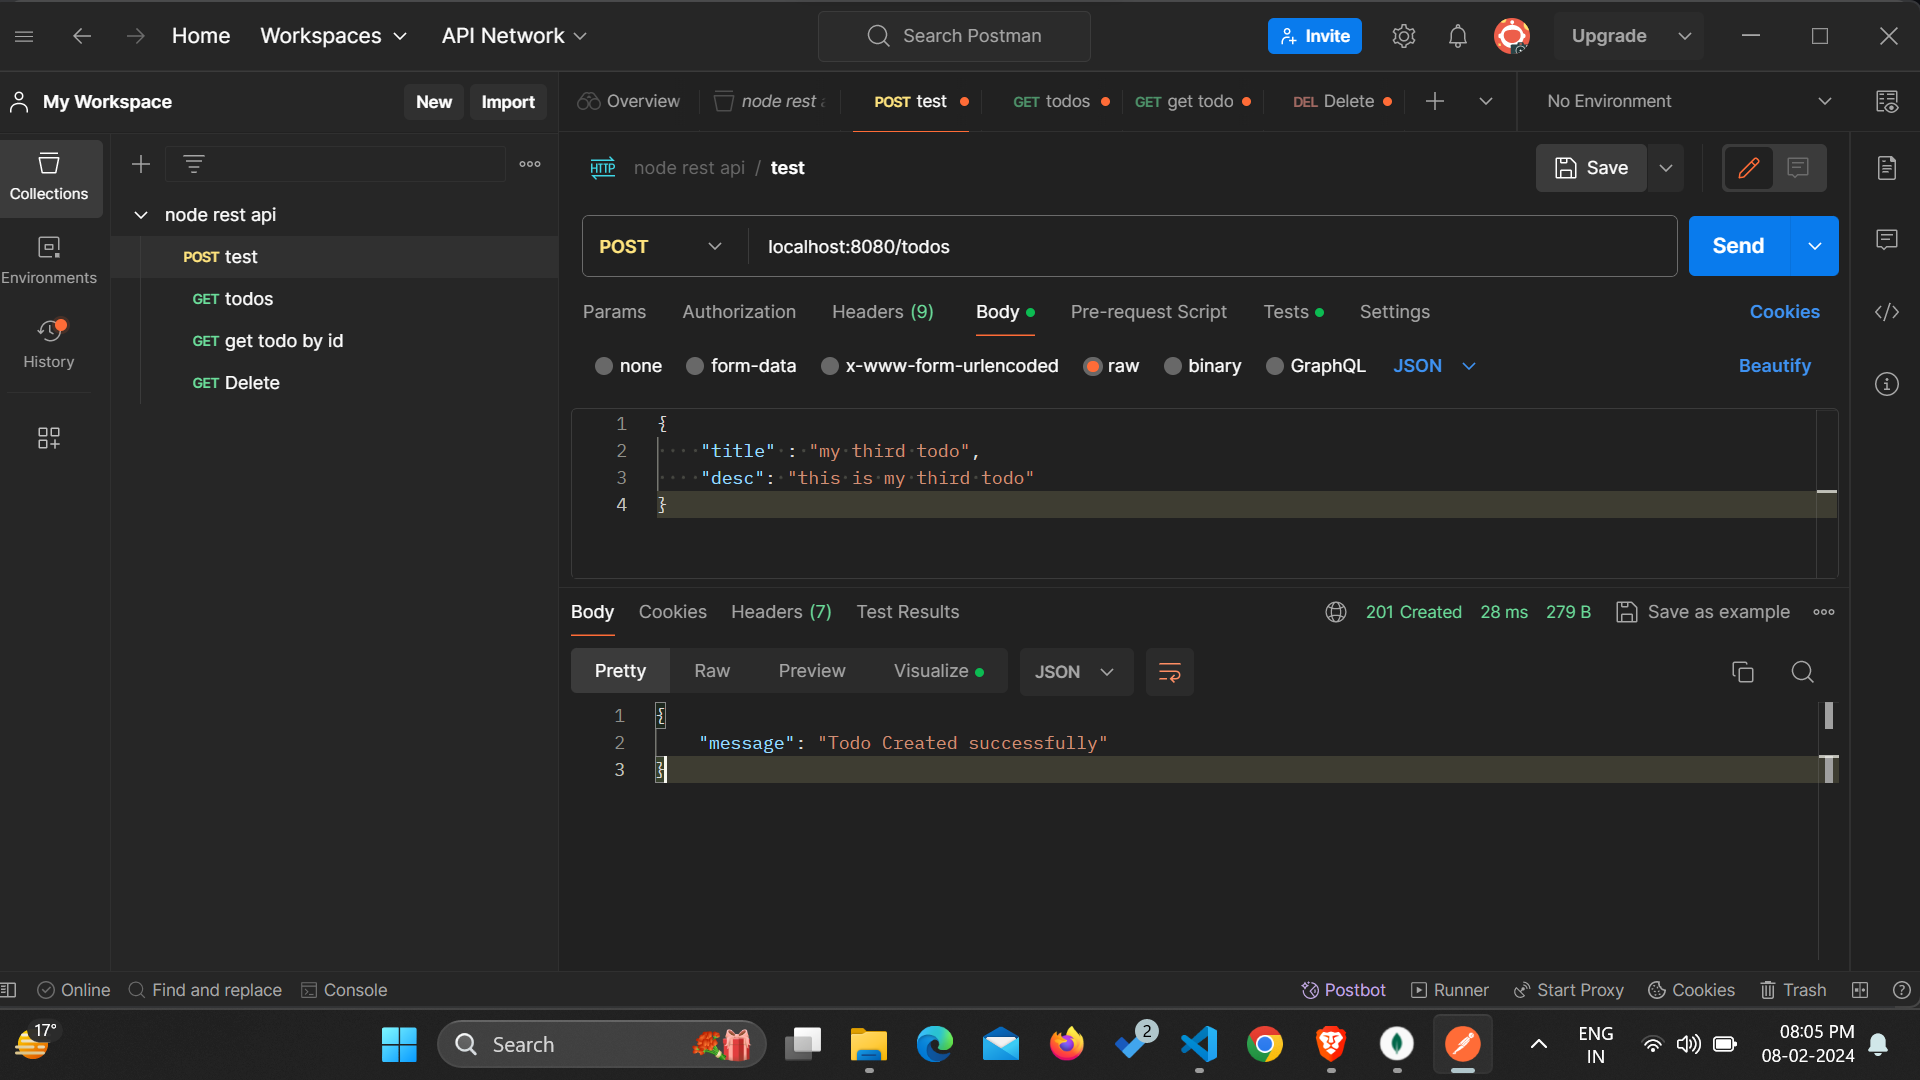 Home Workspaces API Network Search Postman Invite Upgrade
My Workspace New Import Overview node rest a POST test GET todos GET get todo DEL Delete No Environment
Collections
Environments
History
node rest api
POST test
GET todos
GET get todo by id
GET Delete
HTTP node rest api / test Save
POST localhost:8080/todos Send
Params Authorization Headers (9) Body Pre-request Script Tests Settings Cookies
none form-data x-www-form-urlencoded raw binary GraphQL JSON Beautify
1 {
2 "title" : "my third todo",
3 "desc": "this is my third todo"
4 }
Body Cookies Headers (7) Test Results 201 Created 28 ms 279 B Save as example
Pretty Raw Preview Visualize JSON
1 {
2 "message": "Todo Created successfully"
3 }
Online Find and replace Console Postbot Runner Start Proxy Cookies Trash
17° Search 2 ENG IN 08:05 PM
08-02-2024